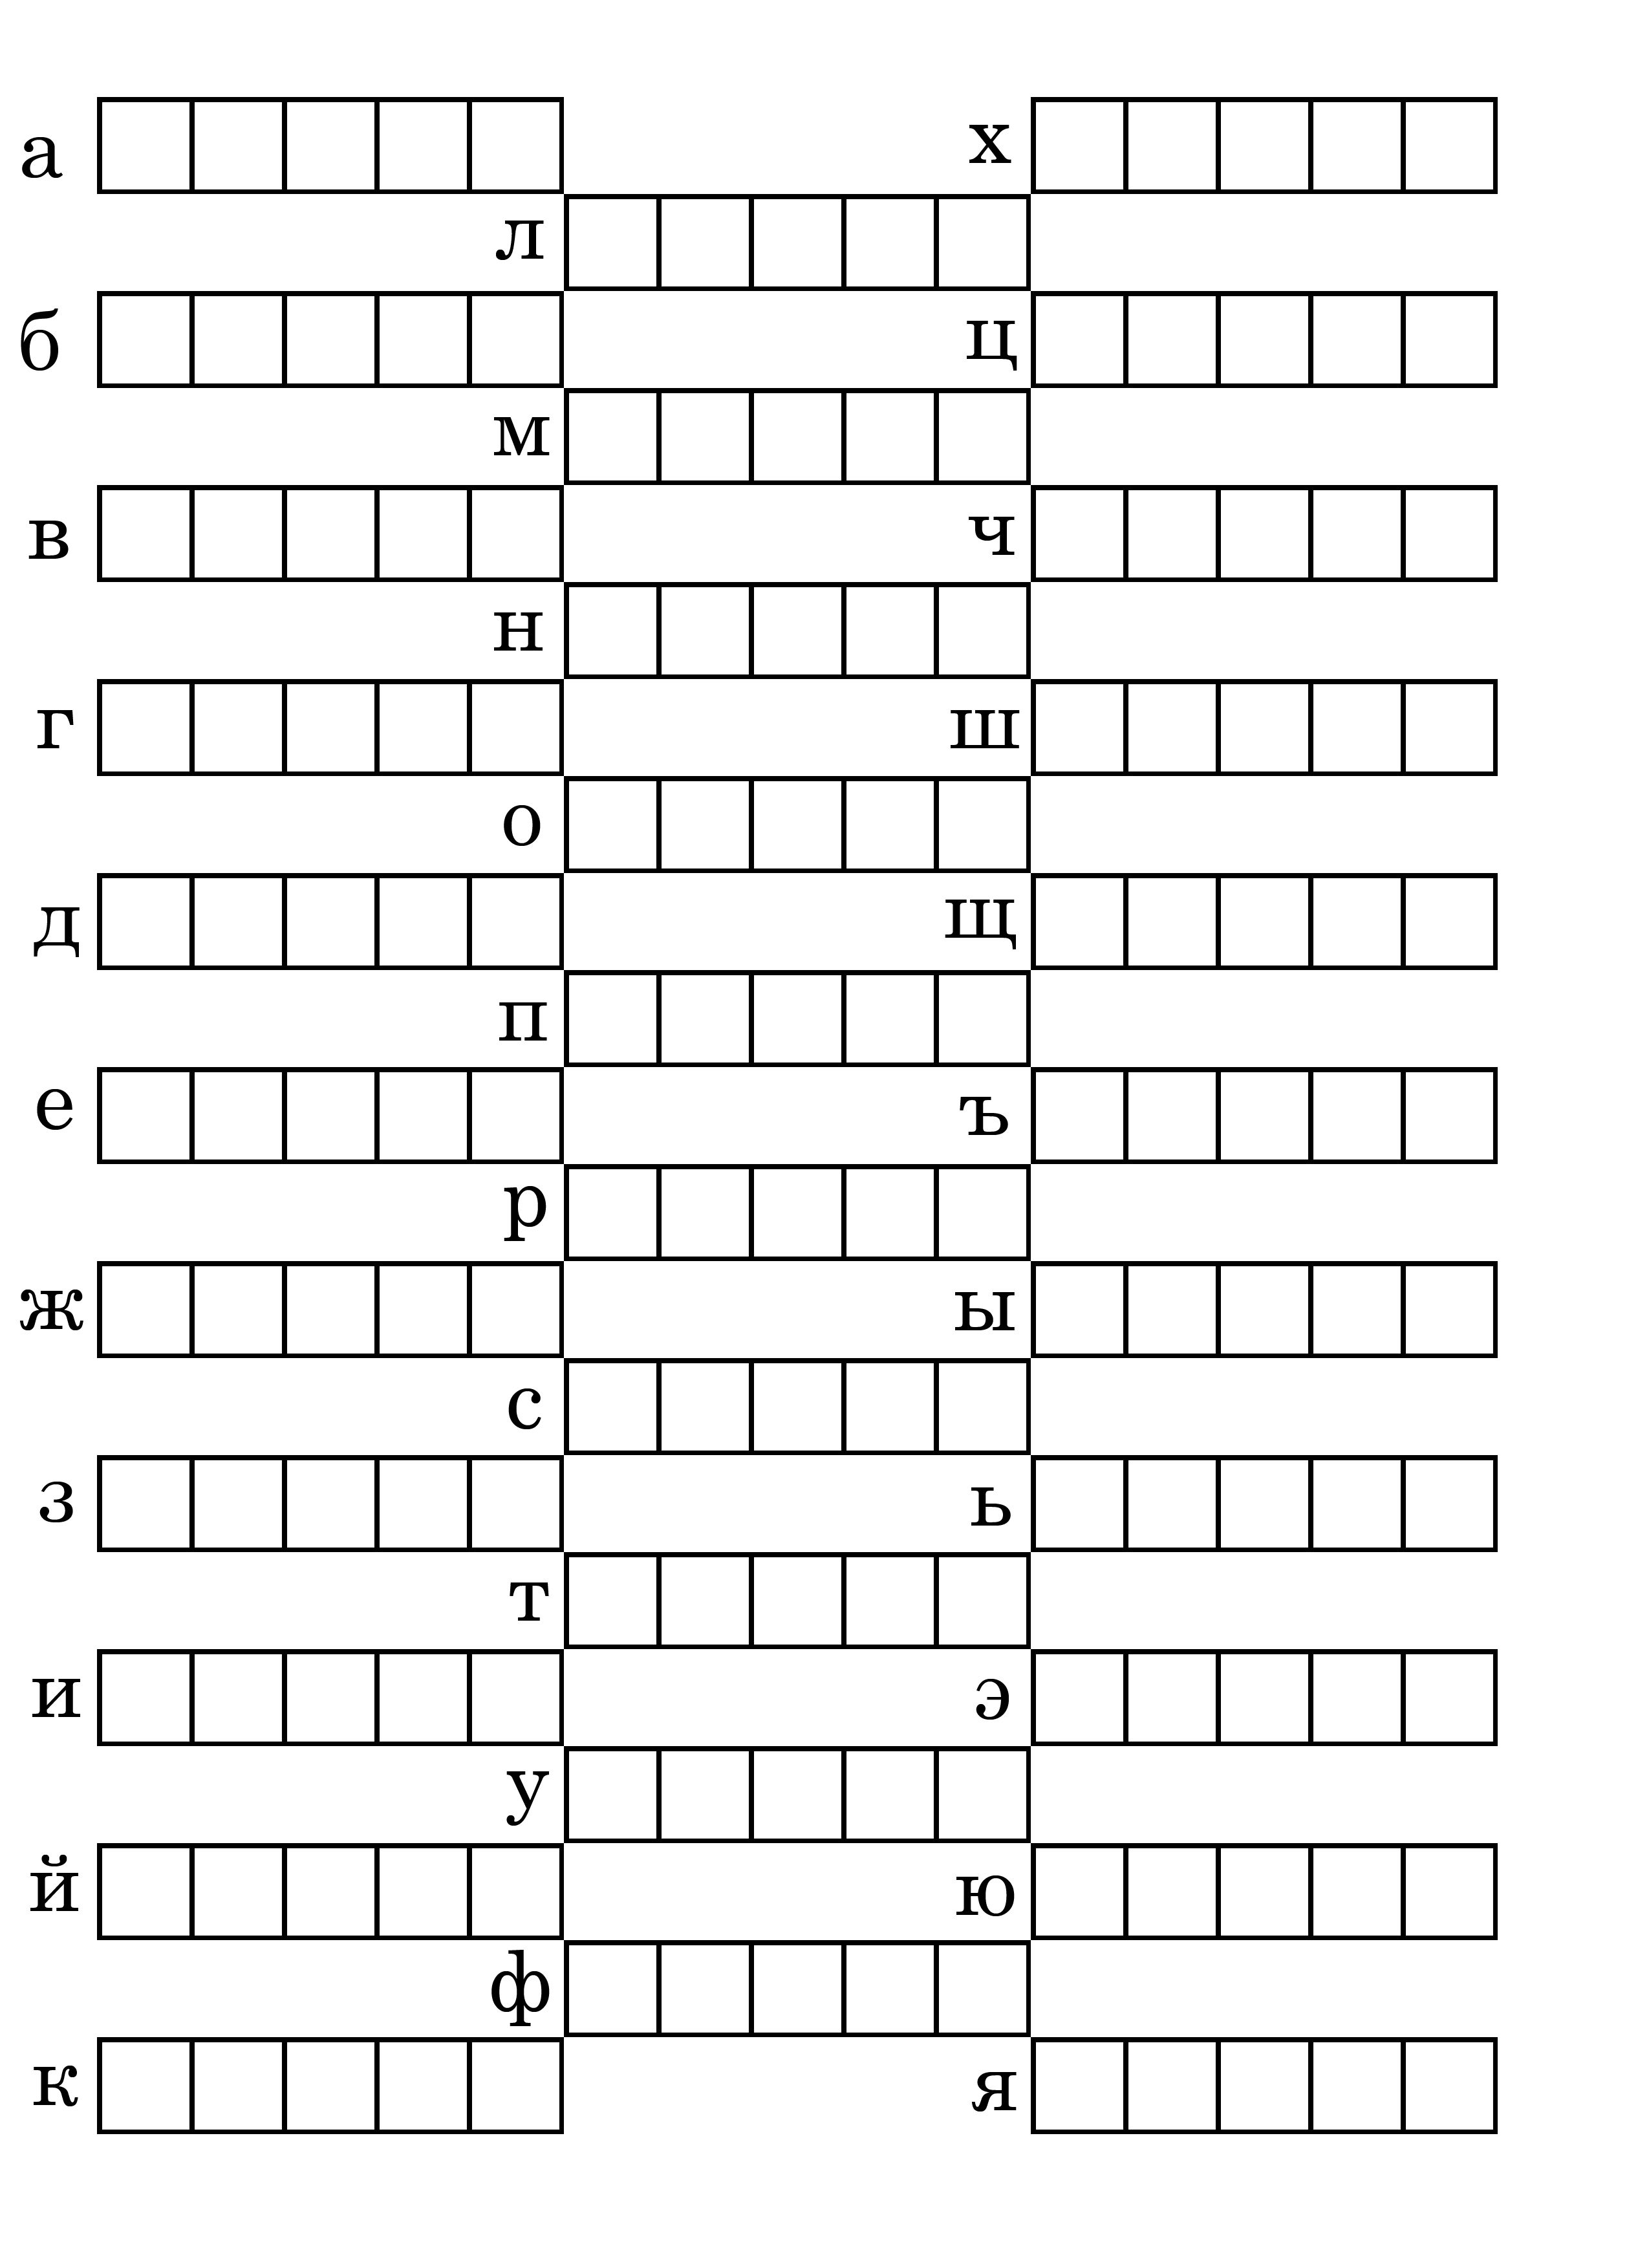 а х
л
б ц
м
в ч
н
г ш
о
д щ
п
е ъ
р
ж ы
с
з ь
т
и э
у
й ю
ф
к я